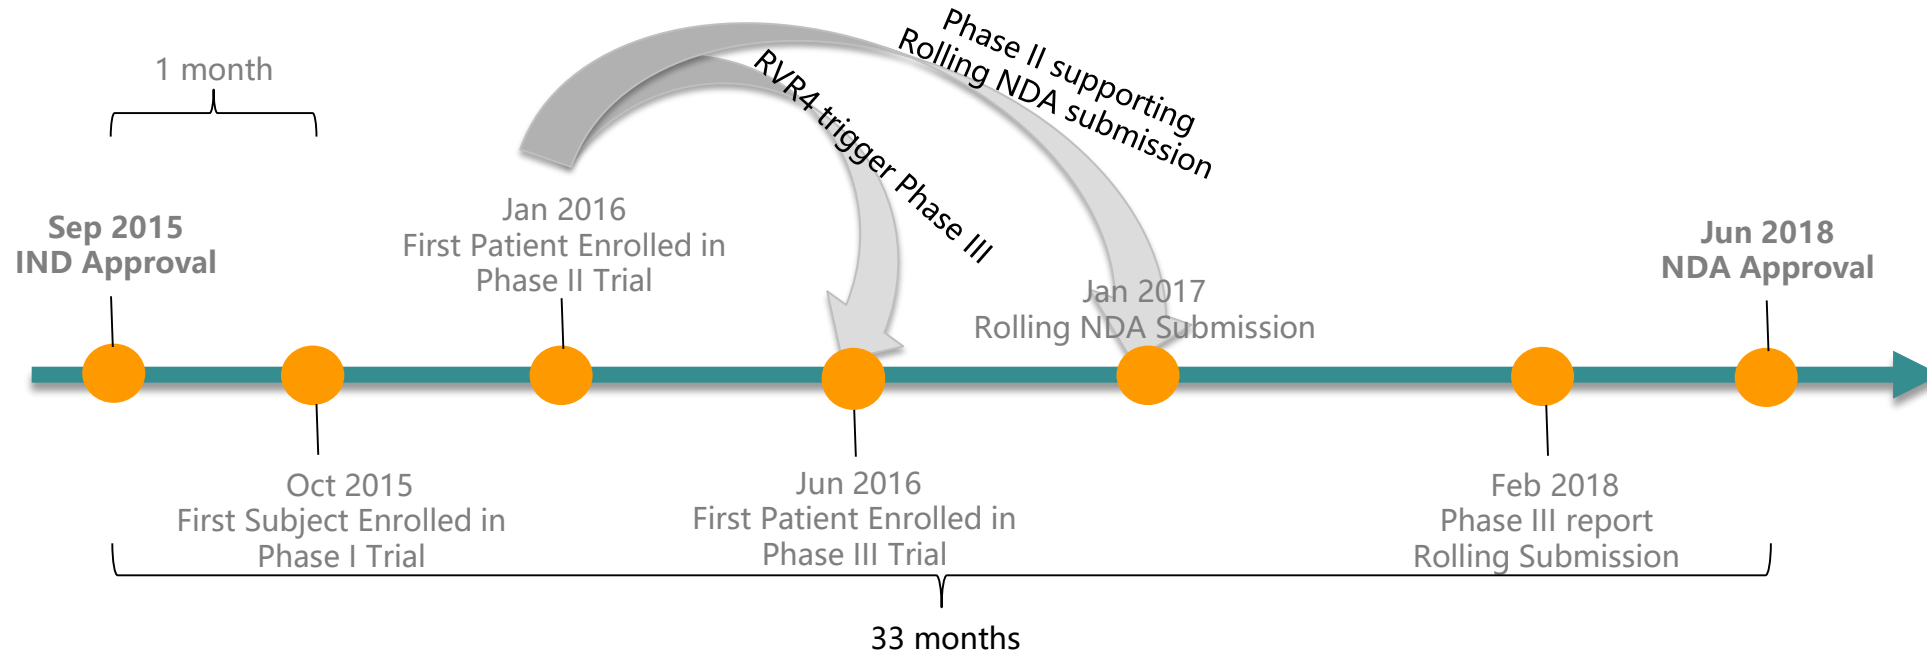 1 month
Phase II supporting
Rolling NDA submission
RVR4 trigger Phase III
Sep 2015
IND Approval
Jan 2016
First Patient Enrolled in
Phase II Trial
Jan 2017
Rolling NDA Submission
Jun 2018
NDA Approval
Oct 2015
First Subject Enrolled in
Phase I Trial
Jun 2016
First Patient Enrolled in
Phase III Trial
Feb 2018
Phase III report
Rolling Submission
33 months